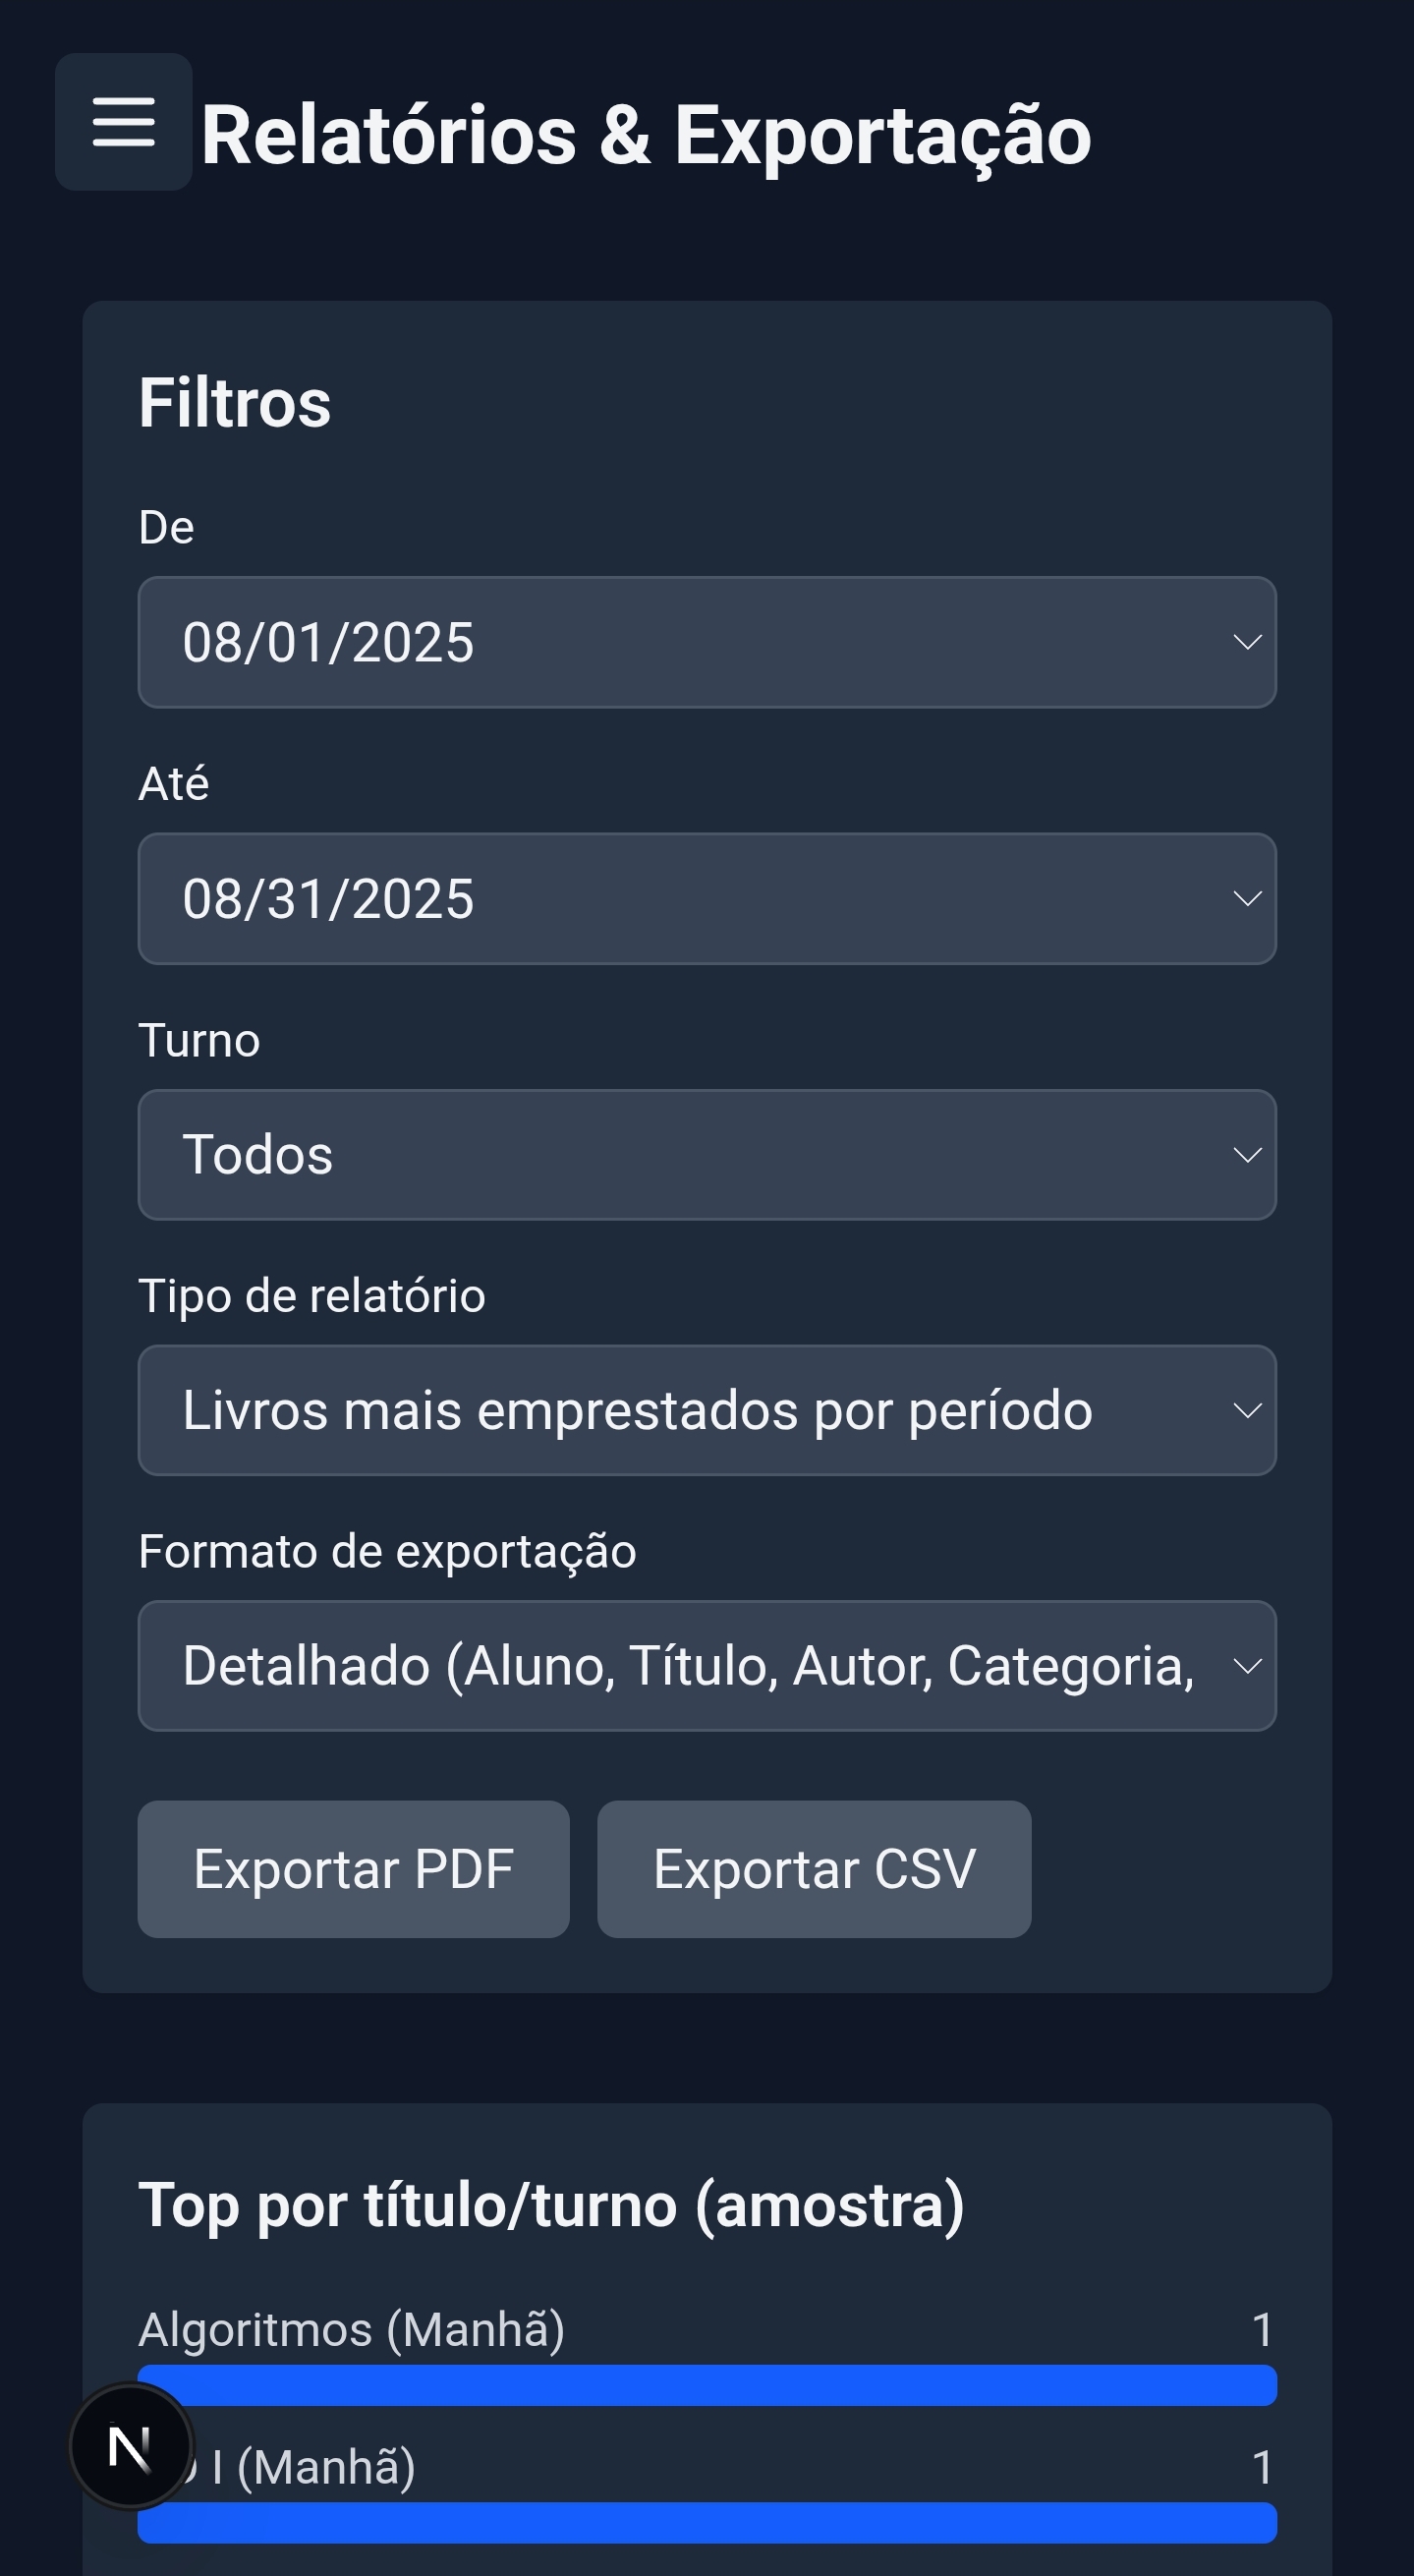 Relatórios & Exportação
Filtros
De
08/01/2025
Até
08/31/2025
Turno
Todos
Tipo de relatório
Livros mais emprestados por período
Formato de exportação
Detalhado (Aluno, Título, Autor, Categoria,
Exportar PDF
Exportar CSV
Top por título/turno (amostra)
Algoritmos (Manhã) 1
N
I (Manhã) 1